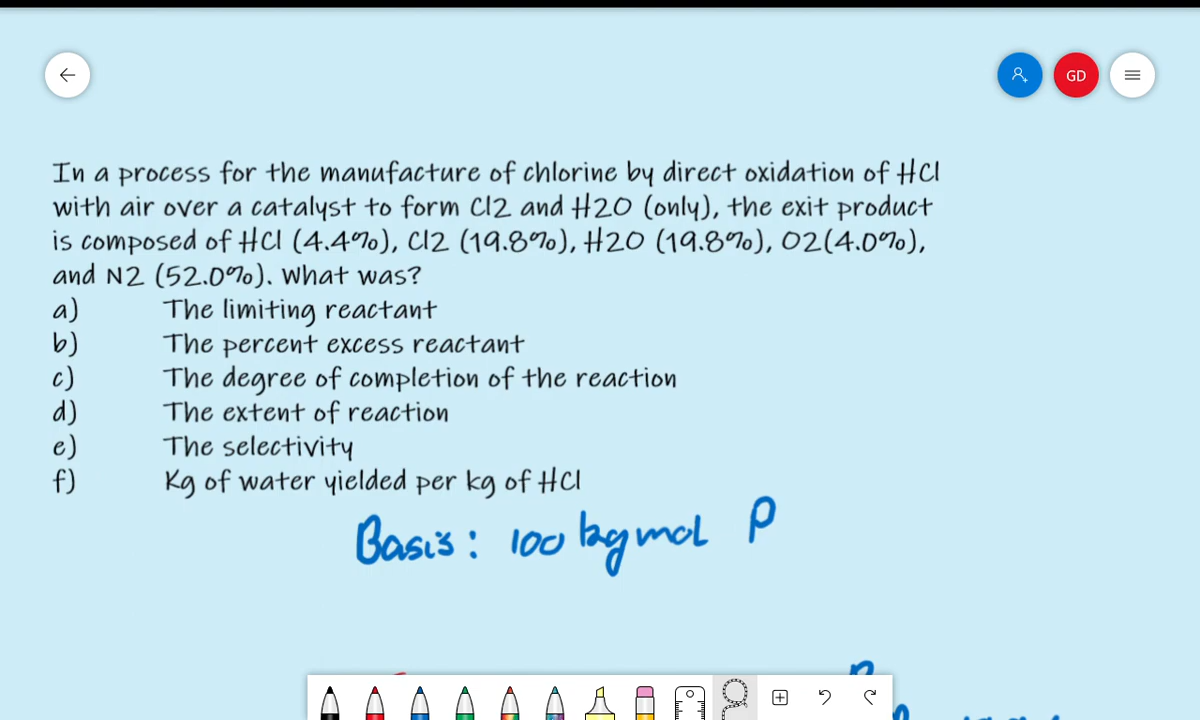 GD
In a process for the manufacture of chlorine by direct oxidation of HCl
with air over a catalyst to form Cl2 and H2O (only), the exit product
is composed of HCl (4.4%), Cl2 (19.8%), H2O (19.8%), O2(4.0%),
and N2 (52.0%). What was?
a) The limiting reactant
b) The percent excess reactant
c) The degree of completion of the reaction
d) The extent of reaction
e) The selectivity
f) Kg of water yielded per kg of HCl
Basis: 100 kg mol P